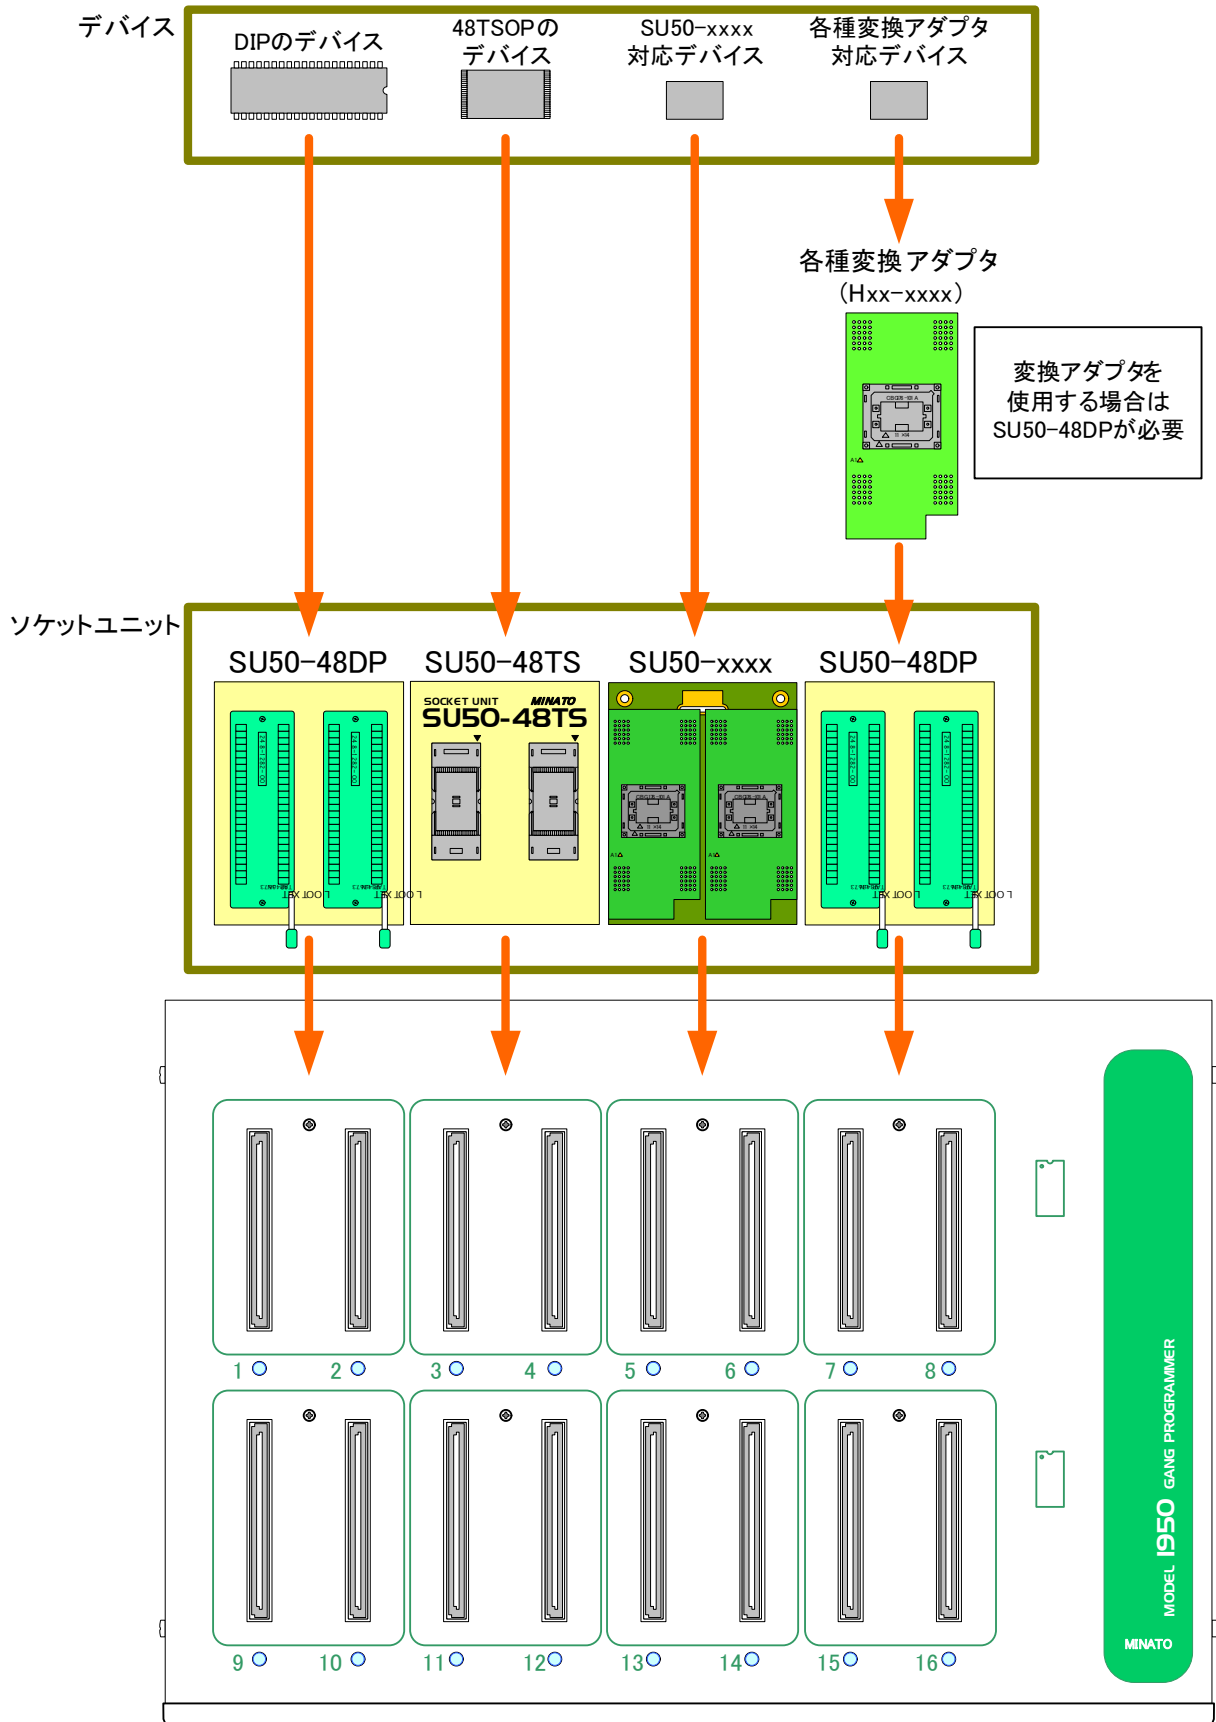 デバイス
DIPのデバイス
48TSOPの
デバイス
SU50-xxxx
対応デバイス
各種変換アダプタ
対応デバイス
各種変換アダプタ
(Hxx-xxxx)
変換アダプタを
使用する場合は
SU50-48DPが必要
A1
ソケットユニット
SU50-48DP
SU50-48TS
SU50-xxxx
SU50-48DP
SOCKET UNIT MINATO
SU50-48TS
A1
A1
1
2
3
4
5
6
7
8
9
10
11
12
13
14
15
16
MODEL 1950 GANG PROGRAMMER
MINATO